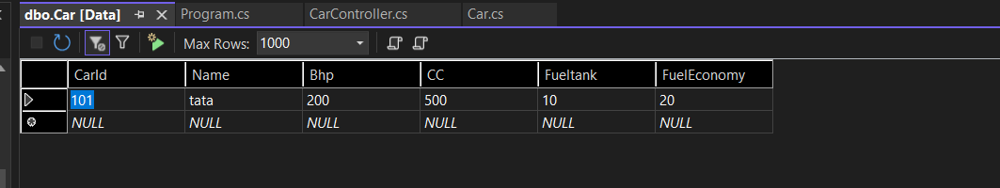 dbo.Car [Data] Program.cs CarController.cs Car.cs
Max Rows: 1000
CarId Name Bhp CC Fueltank FuelEconomy
101 tata 200 500 10 20
NULL NULL NULL NULL NULL NULL